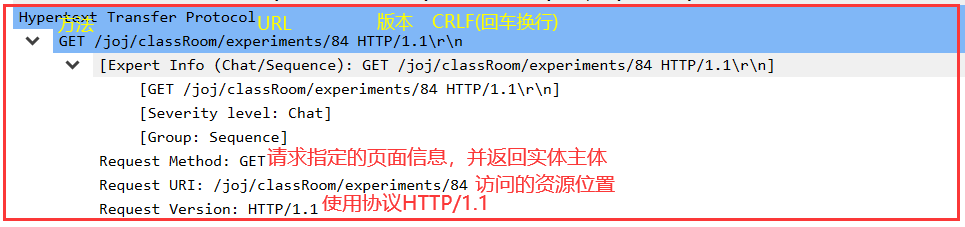 Hypertext Transfer Protocol
方法 URL 版本 CRLF(回车换行)
GET /joj/classRoom/experiments/84 HTTP/1.1\r\n
[Expert Info (Chat/Sequence): GET /joj/classRoom/experiments/84 HTTP/1.1\r\n]
[GET /joj/classRoom/experiments/84 HTTP/1.1\r\n]
[Severity level: Chat]
[Group: Sequence]
Request Method: GET请求指定的页面信息，并返回实体主体
Request URI: /joj/classRoom/experiments/84 访问的资源位置
Request Version: HTTP/1.1 使用协议HTTP/1.1